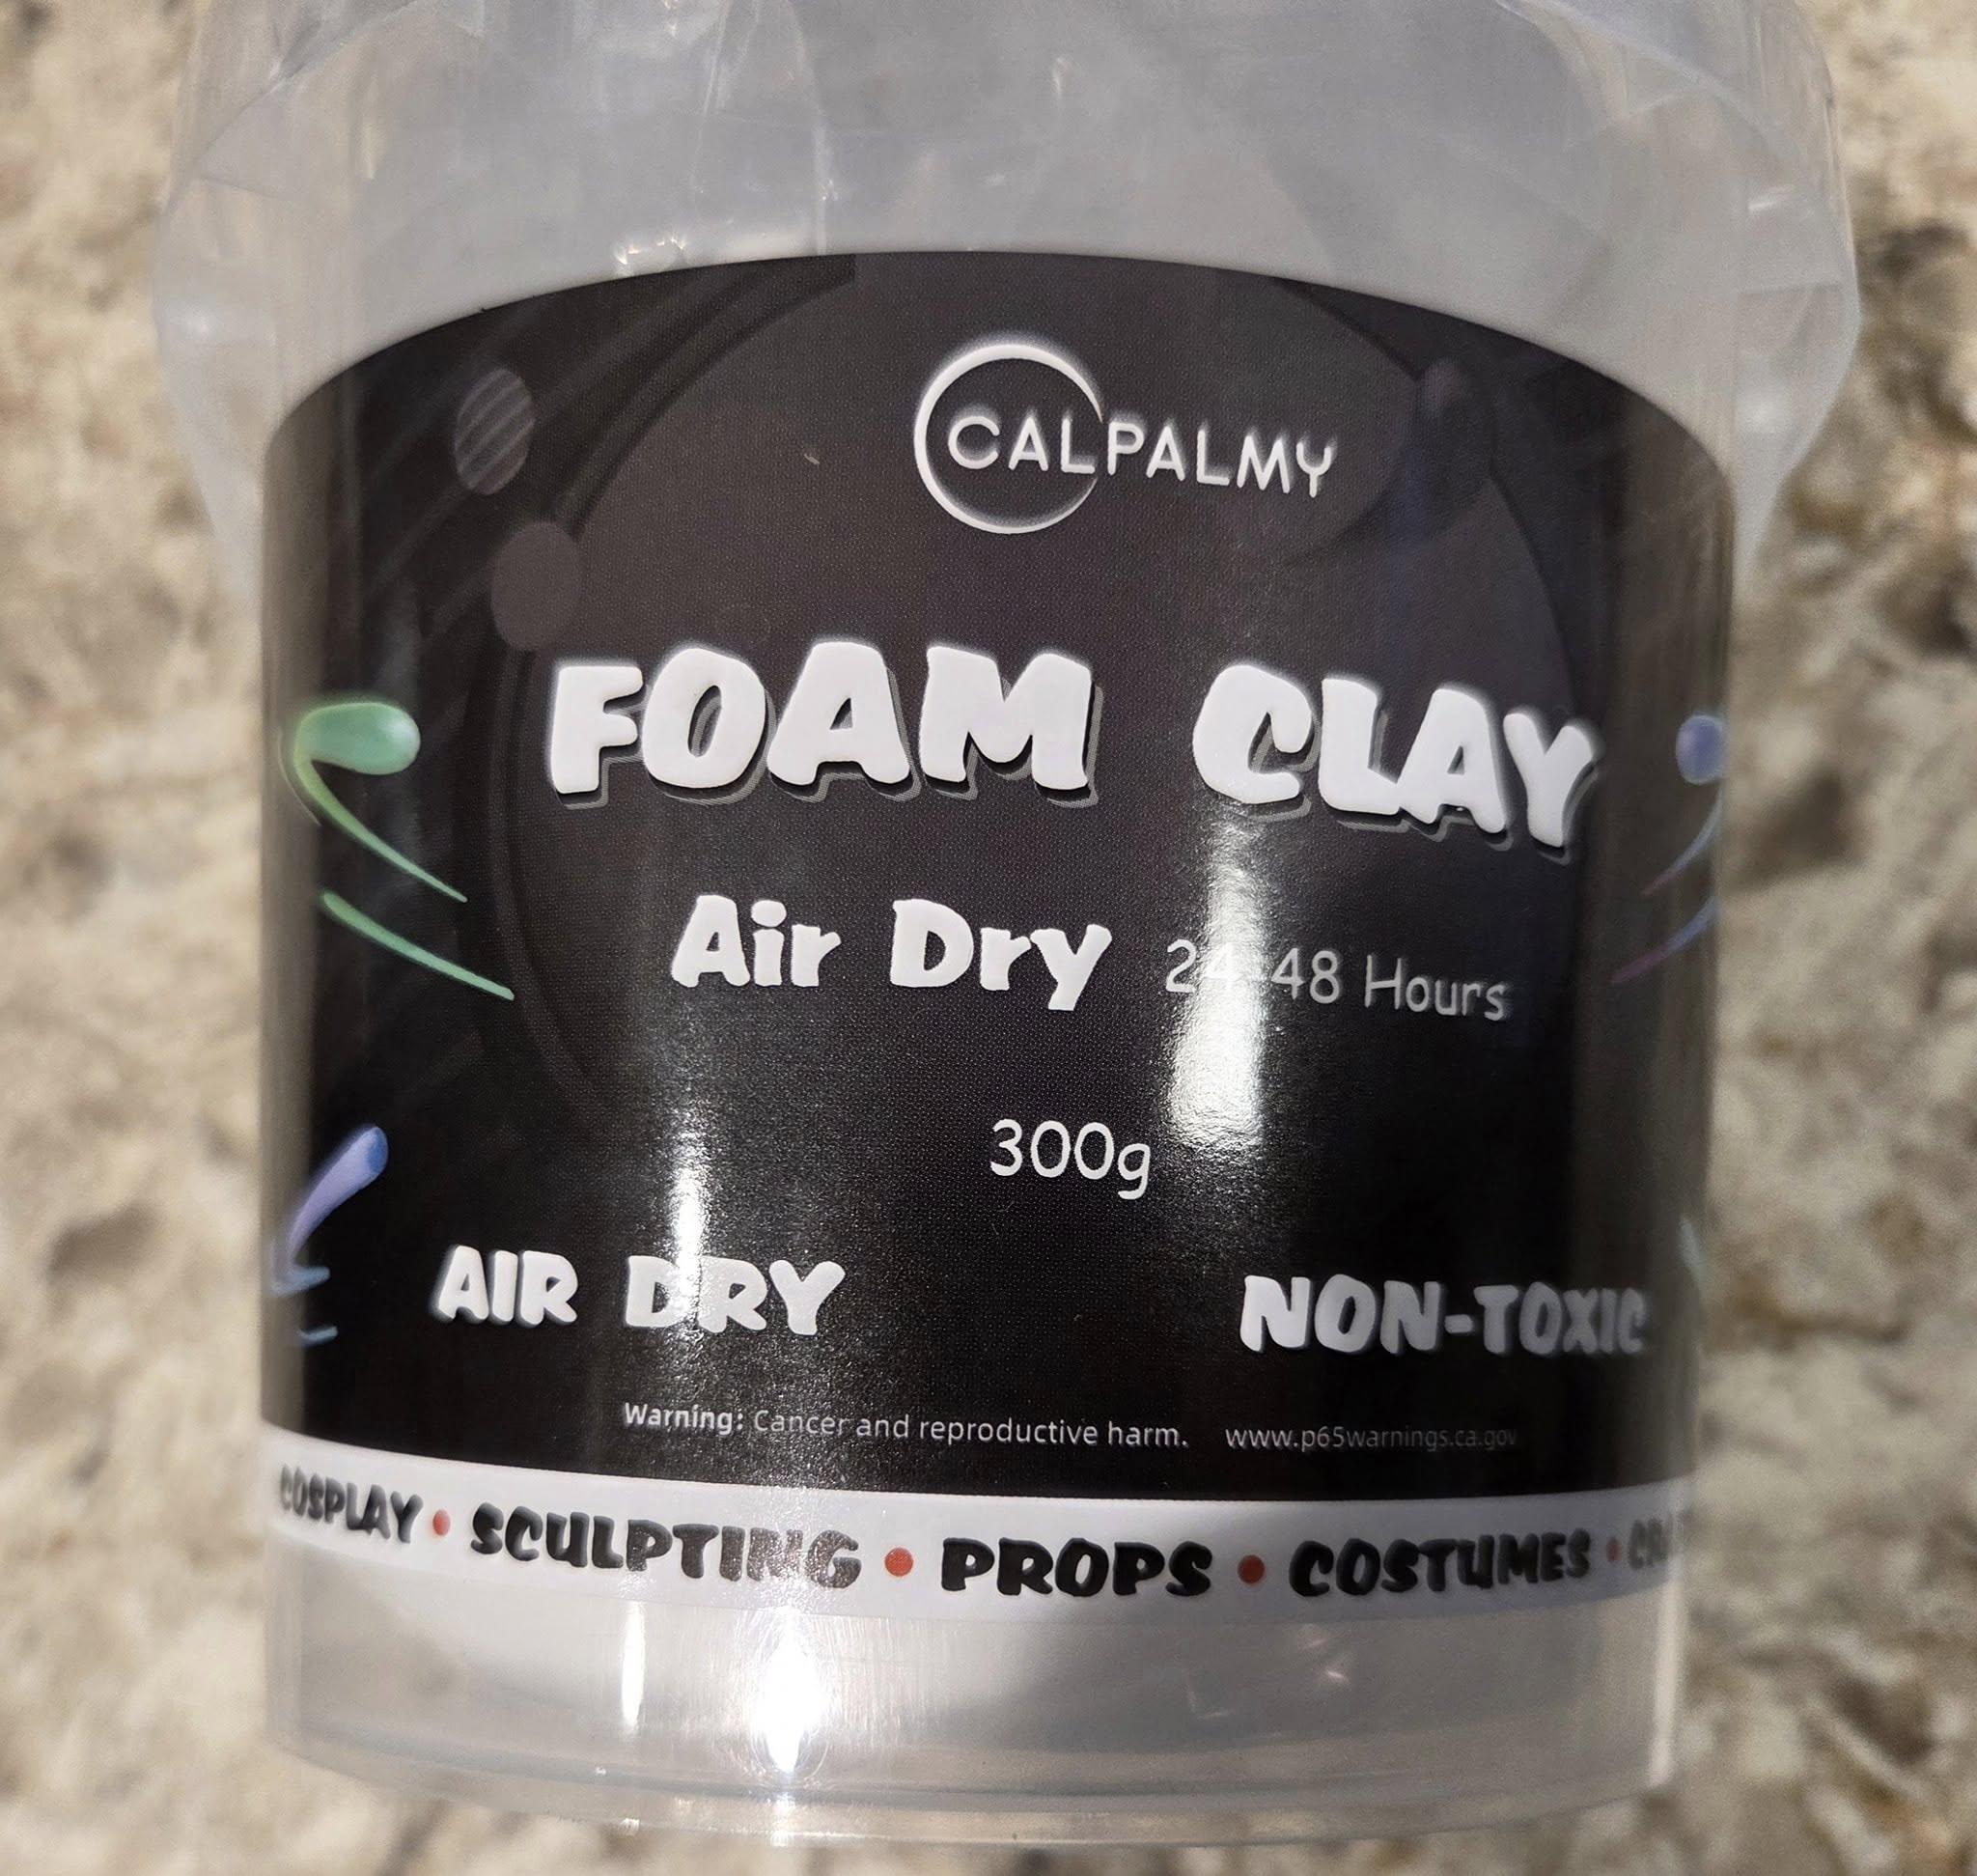 CALPALMY
FOAM CLAY
Air Dry 24-48 Hours
300g
AIR DRY NON-TOXIC
Warning: Cancer and reproductive harm. www.p65warnings.ca.gov
COSPLAY • SCULPTING • PROPS • COSTUMES •